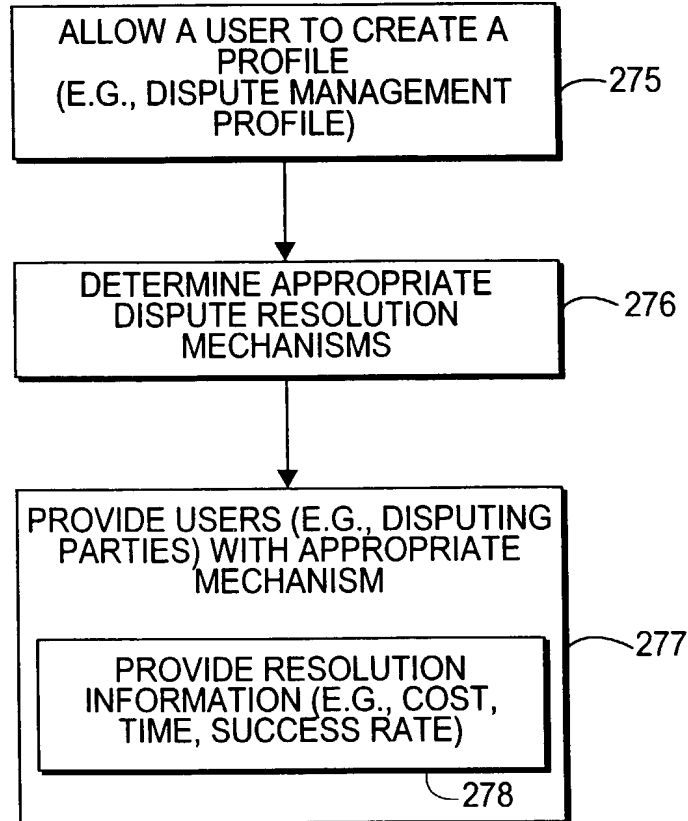 ALLOW A USER TO CREATE A
PROFILE
(E.G., DISPUTE MANAGEMENT
PROFILE)
275
DETERMINE APPROPRIATE
DISPUTE RESOLUTION
MECHANISMS
276
PROVIDE USERS (E.G., DISPUTING
PARTIES) WITH APPROPRIATE
MECHANISM
277
PROVIDE RESOLUTION
INFORMATION (E.G., COST,
TIME, SUCCESS RATE)
278